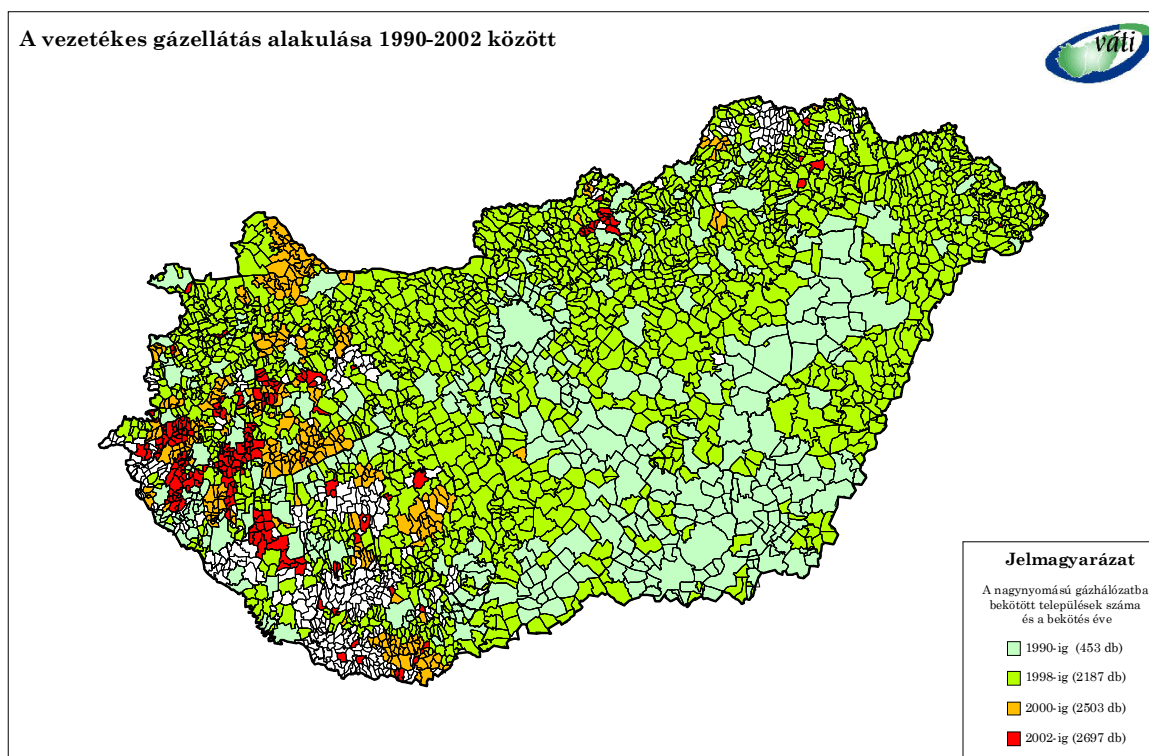 A vezetékes gázellátás alakulása 1990-2002 között
váti
Jelmagyarázat
A nagynyomású gázhálózatba
bekötött települések száma
és a bekötés éve
1990-ig (453 db)
1998-ig (2187 db)
2000-ig (2503 db)
2002-ig (2697 db)